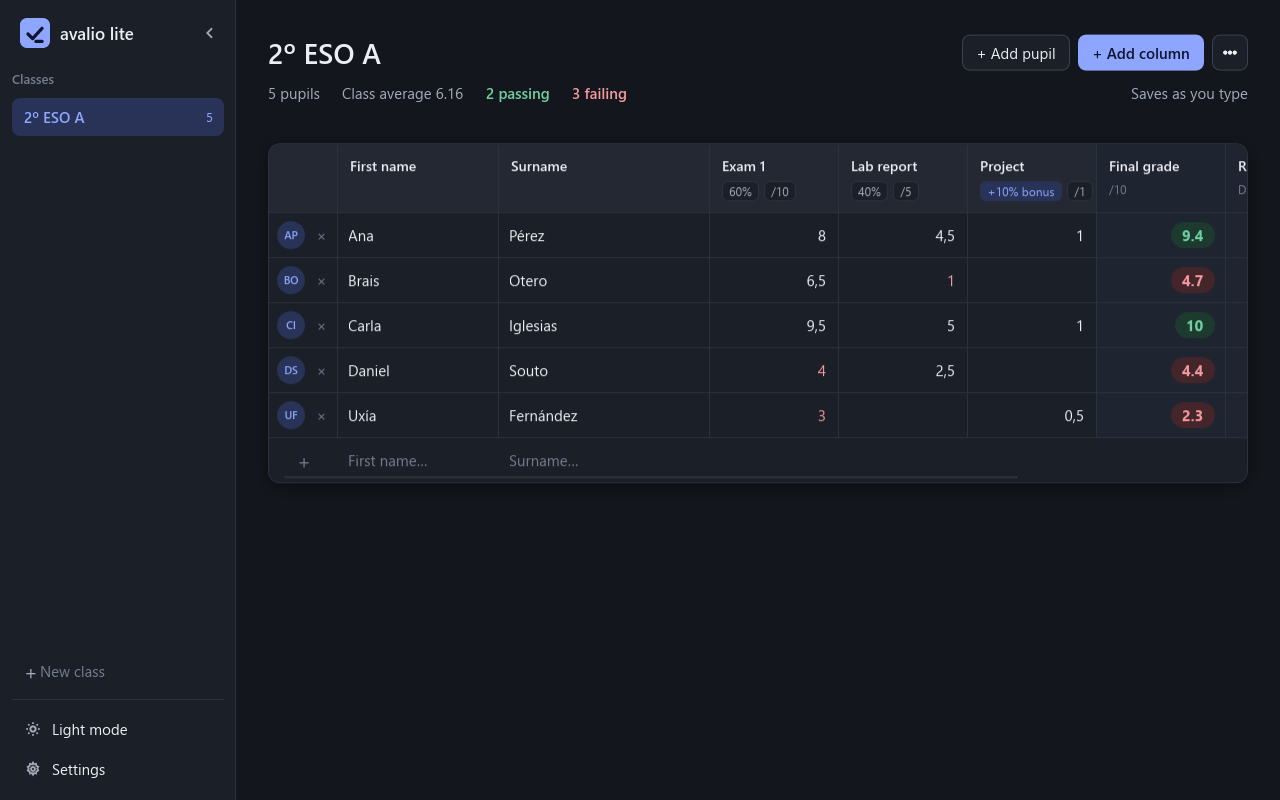 avalio lite
Classes
2º ESO A 5
+ New class
Light mode
Settings
2º ESO A
+ Add pupil
+ Add column
•••
5 pupils Class average 6.16 2 passing 3 failing
Saves as you type
First name Surname Exam 1 Lab report Project Final grade R
60% /10 40% /5 +10% bonus /1 /10 D
AP × Ana Pérez 8 4,5 1 9.4
BO × Brais Otero 6,5 1 4.7
CI × Carla Iglesias 9,5 5 1 10
DS × Daniel Souto 4 2,5 4.4
UF × Uxía Fernández 3 0,5 2.3
+ First name... Surname...